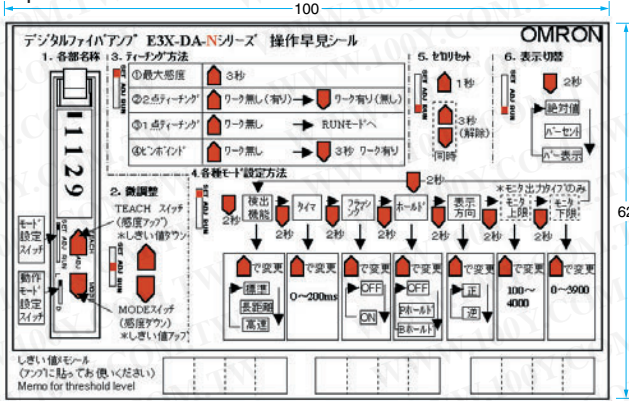 100
62
OMRON
デジタルファイバアンプ E3X-DA-Nシリーズ 操作早見シール
1. 各部名称
1129
SET ADJ RUN
モード設定スイッチ
動作モード設定スイッチ
2. 微調整
TEACH スイッチ
(感度アップ)
*しきい値ダウン
SET ADJ RUN
MODEスイッチ
(感度ダウン)
*しきい値アップ
3. ティーチング方法
SET ADJ RUN
①最大感度 3秒
②2点ティーチング ワーク無し(有り) ワーク有り(無し)
③1点ティーチング ワーク無し RUNモードへ
④ピンポイント ワーク無し 3秒 ワーク有り
4.各種モード設定方法
SET ADJ RUN
2秒
検出機能
2秒
タイマ
2秒
フラッシング
2秒
ホールド
2秒
2秒
表示方向
2秒
*モニタ出力タイプのみ
モニタ上限
2秒
モニタ下限
で変更
標準
長距離
高速
で変更
0～200ms
で変更
OFF
ON
で変更
OFF
Pホールド
Bホールド
で変更
正
逆
で変更
100～4000
で変更
0～3900
5. ゼロリセット
SET ADJ RUN
1秒
3秒
(解除)
同時
6. 表示切替
SET ADJ RUN
2秒
絶対値
パーセント
バー表示
しきい値メモシール
(アンプに貼ってお使いください)
Memo for threshold level